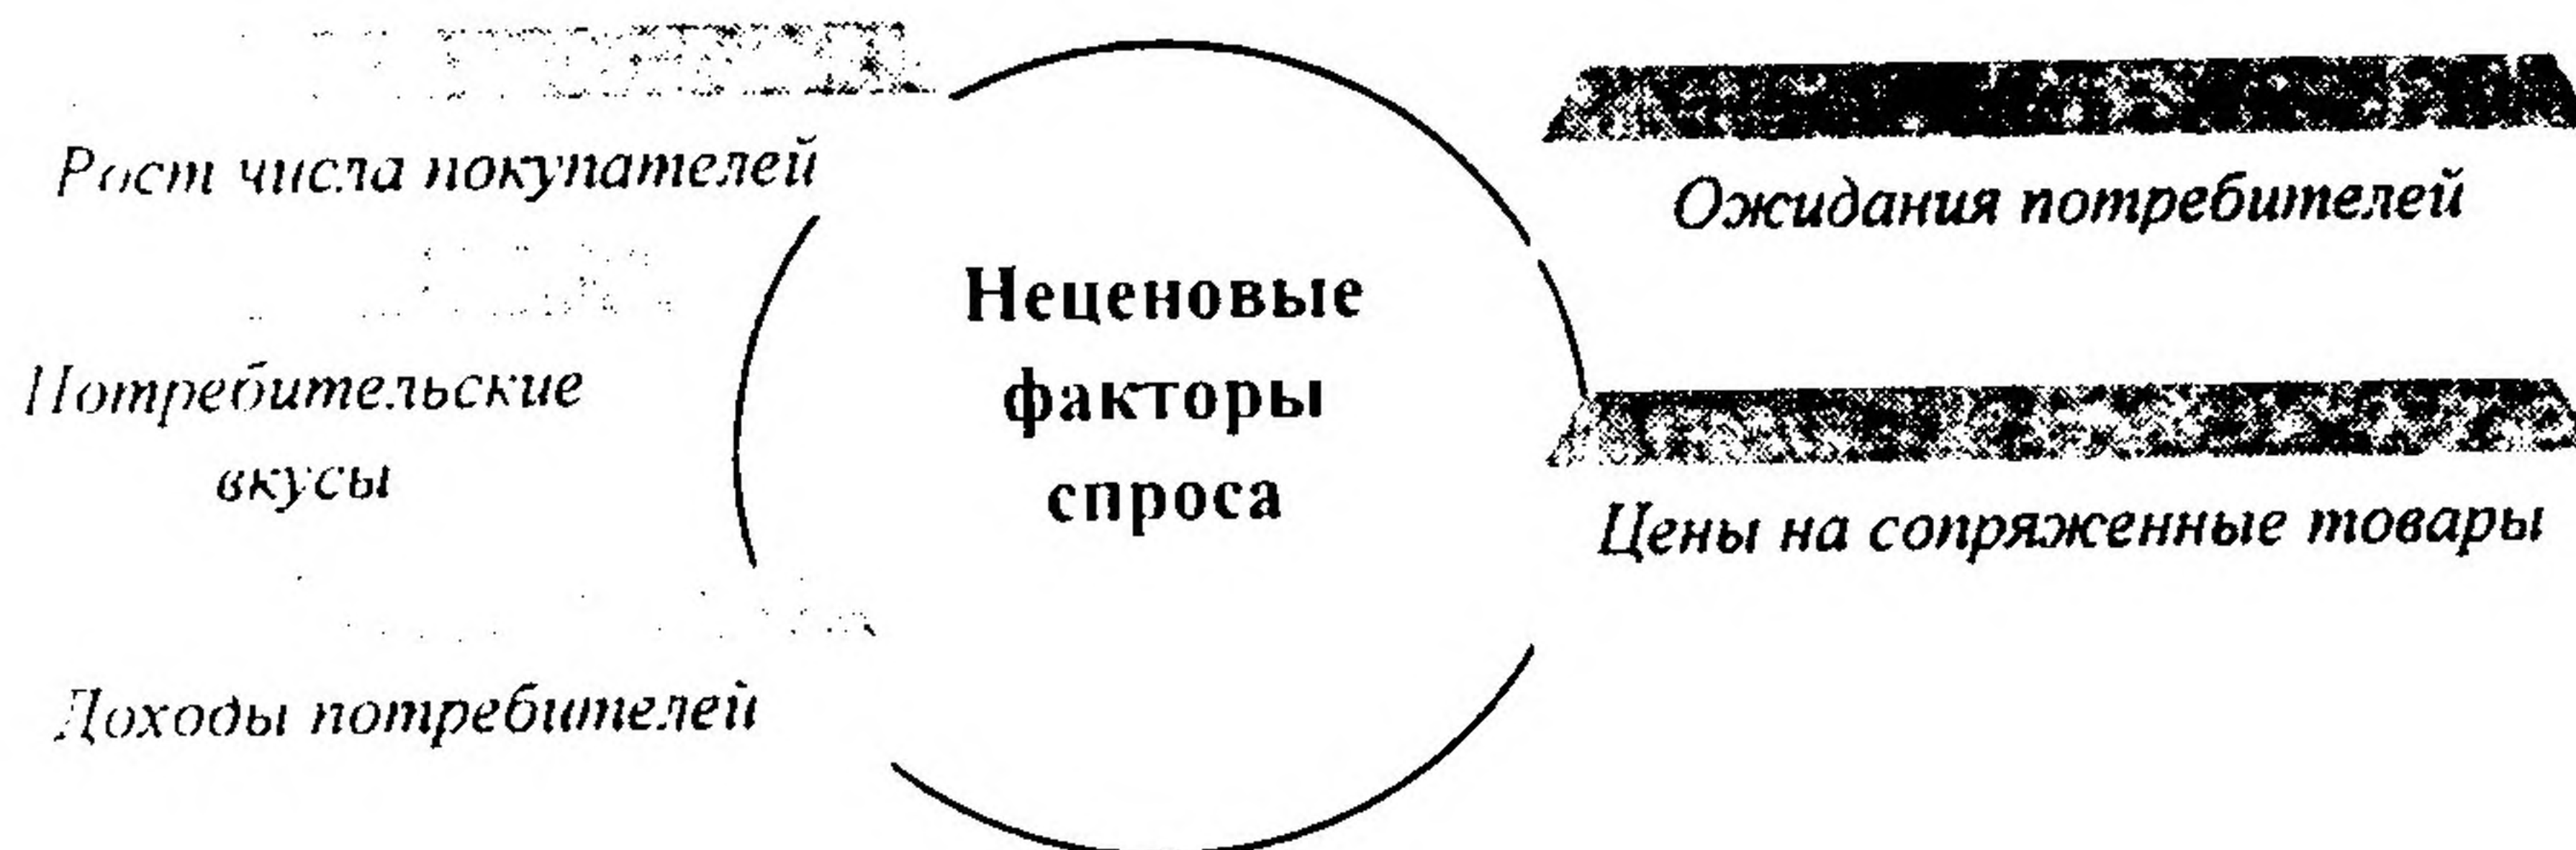 Рост числа покупателей
Потребительские
вкусы
Доходы потребителей
Неценовые
факторы
спроса
Ожидания потребителей
Цены на сопряженные товары